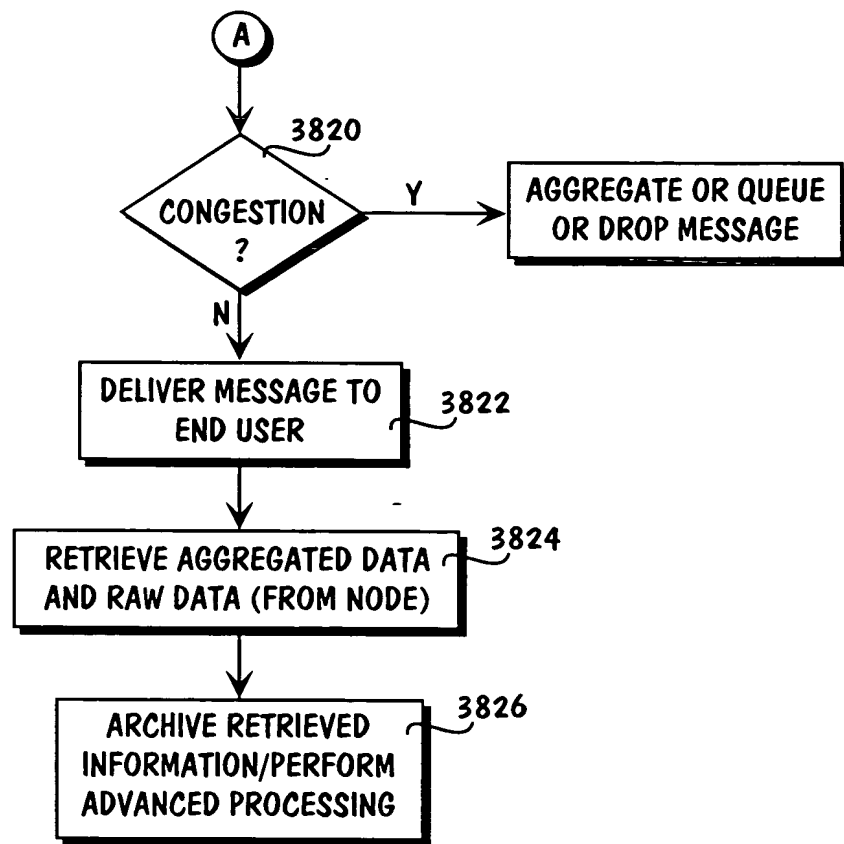 A
3820
CONGESTION
?
Y
AGGREGATE OR QUEUE
OR DROP MESSAGE
N
DELIVER MESSAGE TO
END USER
3822
RETRIEVE AGGREGATED DATA
AND RAW DATA (FROM NODE)
3824
ARCHIVE RETRIEVED
INFORMATION/PERFORM
ADVANCED PROCESSING
3826